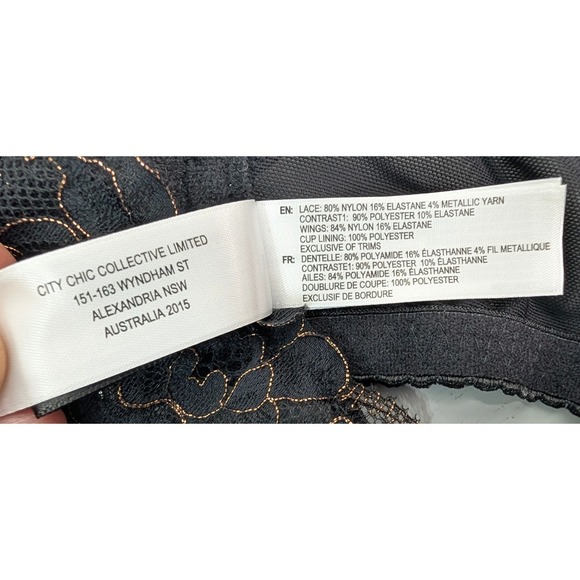 CITY CHIC COLLECTIVE LIMITED
151-163 WYNDHAM ST
ALEXANDRIA NSW
AUSTRALIA 2015
EN: LACE: 80% NYLON 16% ELASTANE 4% METALLIC YARN
CONTRAST1: 90% POLYESTER 10% ELASTANE
WINGS: 84% NYLON 16% ELASTANE
CUP LINING: 100% POLYESTER
EXCLUSIVE OF TRIMS
FR: DENTELLE: 80% POLYAMIDE 16% ÉLASTHANNE 4% FIL METALLIQUE
CONTRASTE1: 90% POLYESTER 10% ÉLASTHANNE
AILES: 84% POLYAMIDE 16% ÉLASTHANNE
DOUBLURE DE COUPE: 100% POLYESTER
EXCLUSIF DE BORDURE